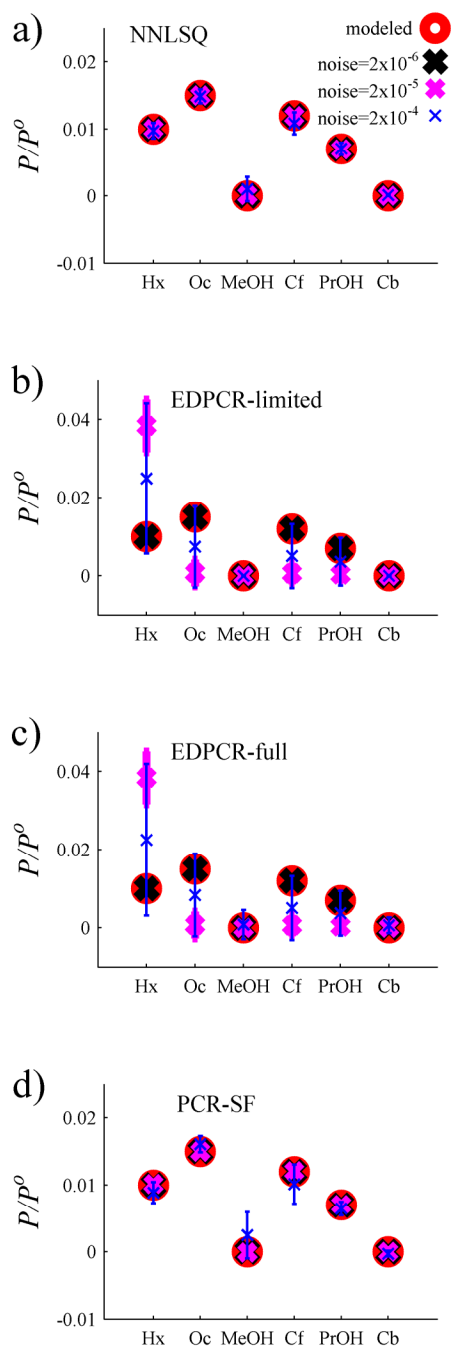 a)
NNLSQ
modeled
noise=2x10⁻⁶
noise=2x10⁻⁵
noise=2x10⁻⁴
P/Pᵒ
0.02
0.01
0
-0.01
Hx Oc MeOH Cf PrOH Cb
b)
EDPCR-limited
P/Pᵒ
0.04
0.02
0
Hx Oc MeOH Cf PrOH Cb
c)
EDPCR-full
P/Pᵒ
0.04
0.02
0
Hx Oc MeOH Cf PrOH Cb
d)
PCR-SF
P/Pᵒ
0.02
0.01
0
-0.01
Hx Oc MeOH Cf PrOH Cb